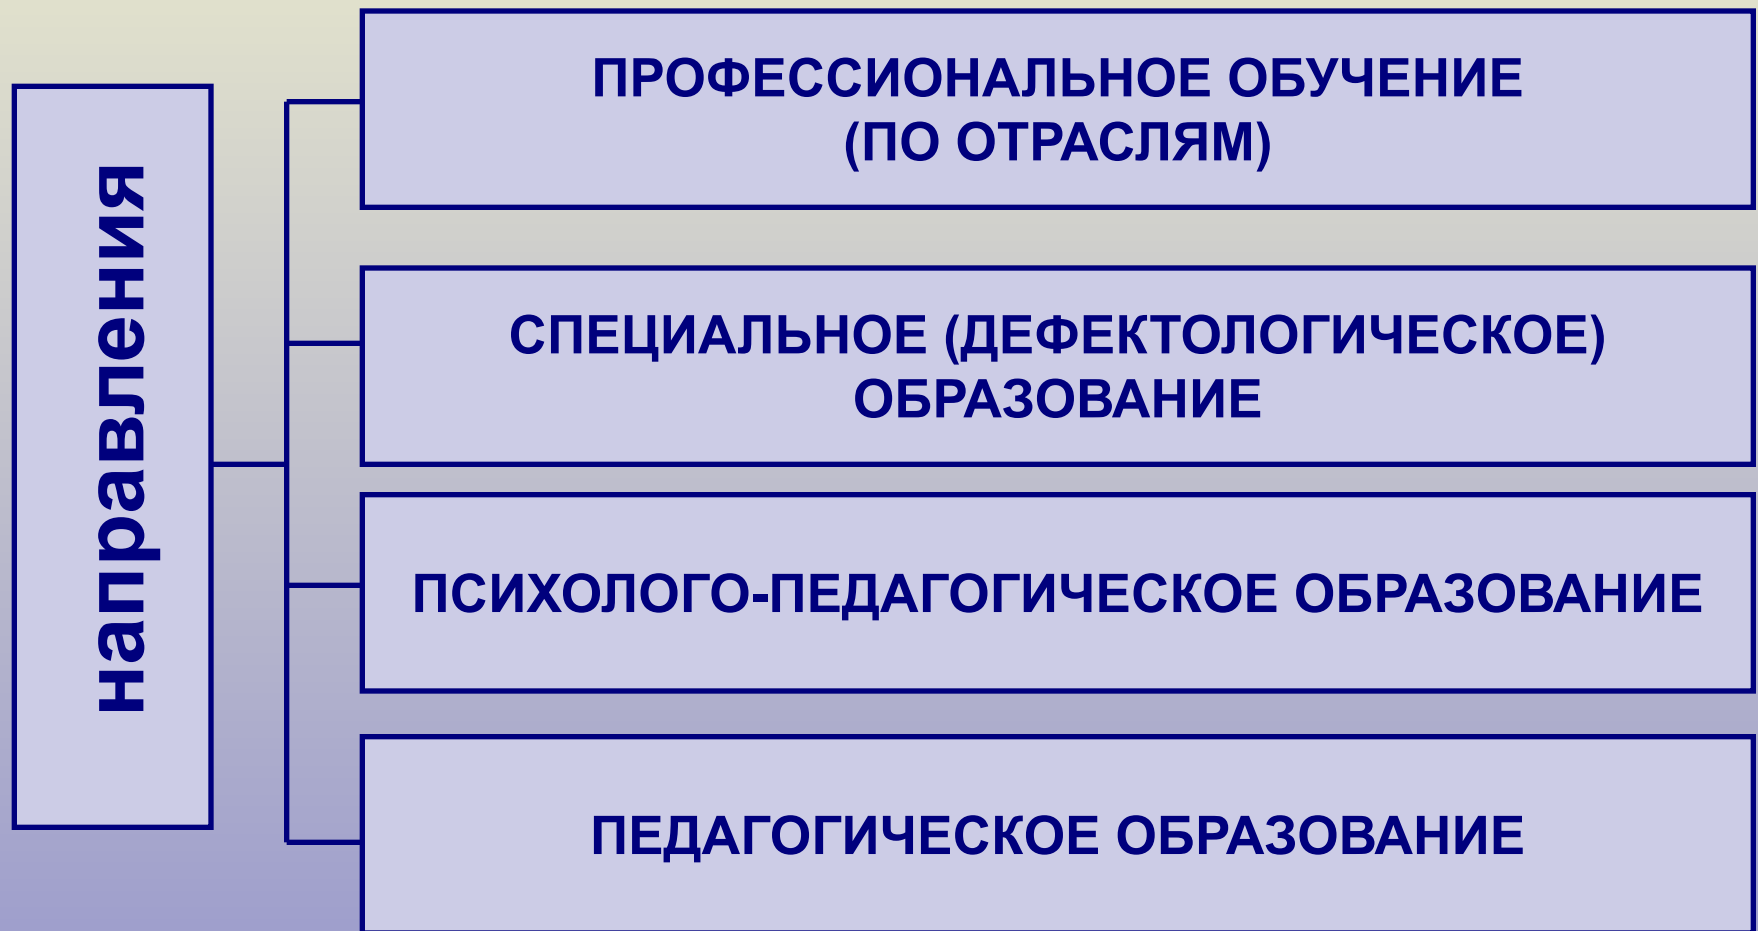 направления
ПРОФЕССИОНАЛЬНОЕ ОБУЧЕНИЕ
(ПО ОТРАСЛЯМ)
СПЕЦИАЛЬНОЕ (ДЕФЕКТОЛОГИЧЕСКОЕ)
ОБРАЗОВАНИЕ
ПСИХОЛОГО-ПЕДАГОГИЧЕСКОЕ ОБРАЗОВАНИЕ
ПЕДАГОГИЧЕСКОЕ ОБРАЗОВАНИЕ